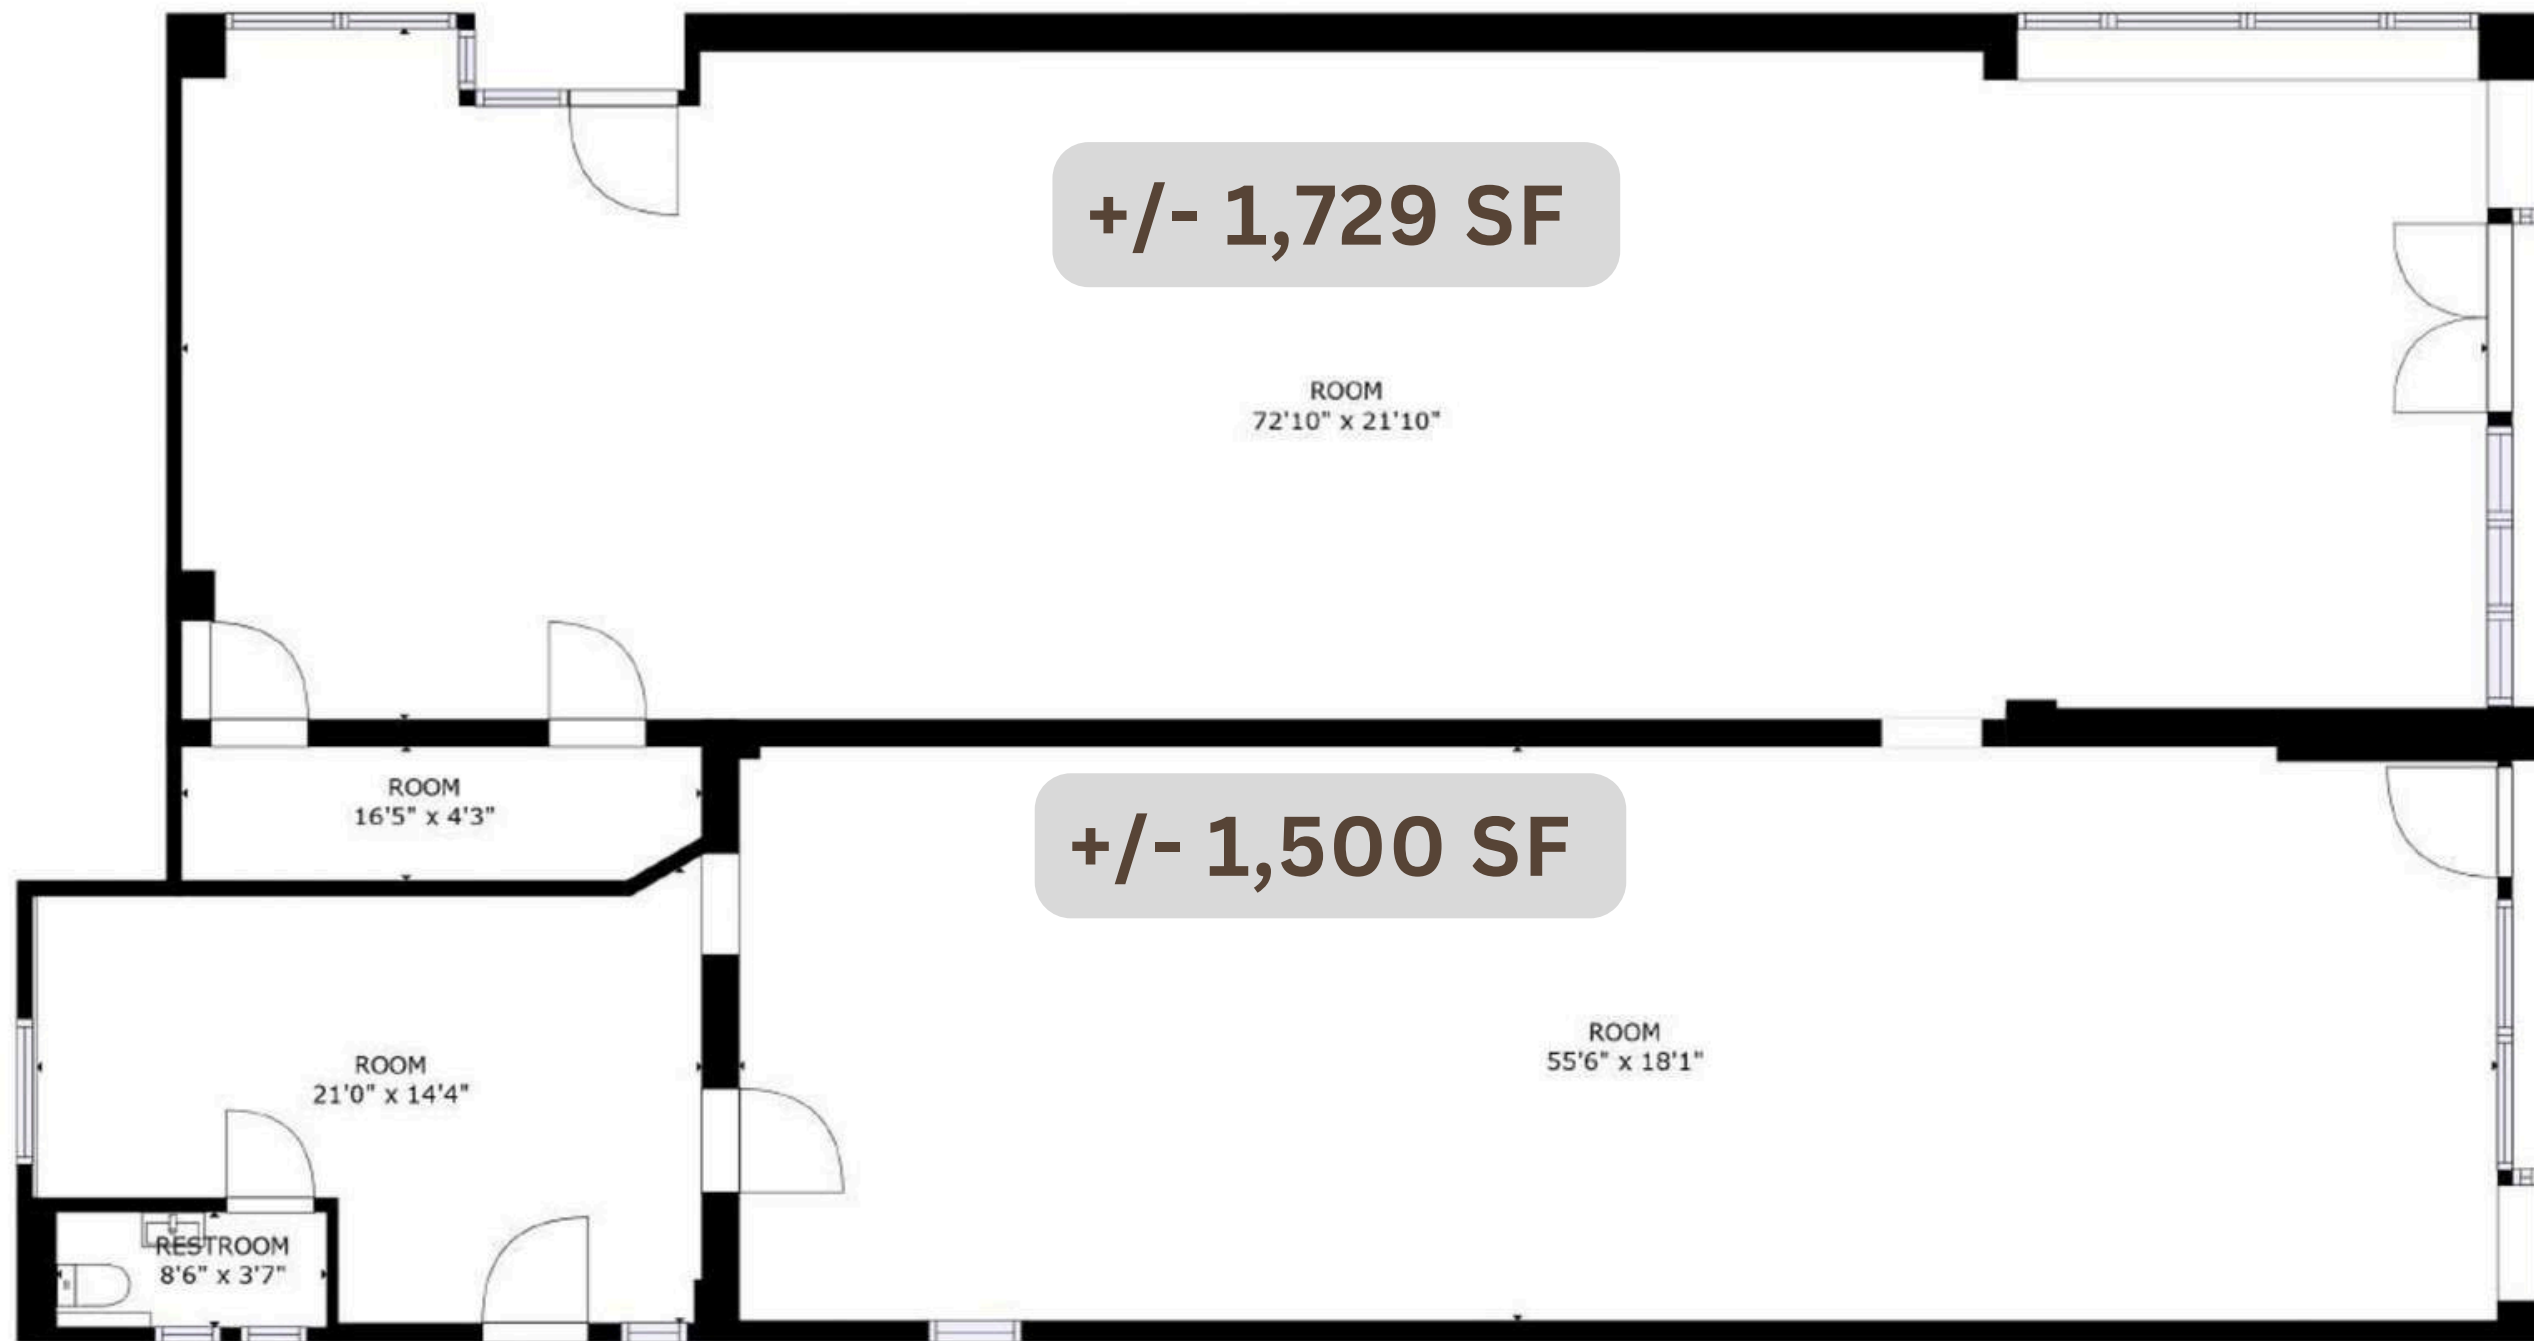 +/- 1,729 SF
ROOM
72'10" x 21'10"
ROOM
16'5" x 4'3"
+/- 1,500 SF
ROOM
55'6" x 18'1"
ROOM
21'0" x 14'4"
RESTROOM
8'6" x 3'7"